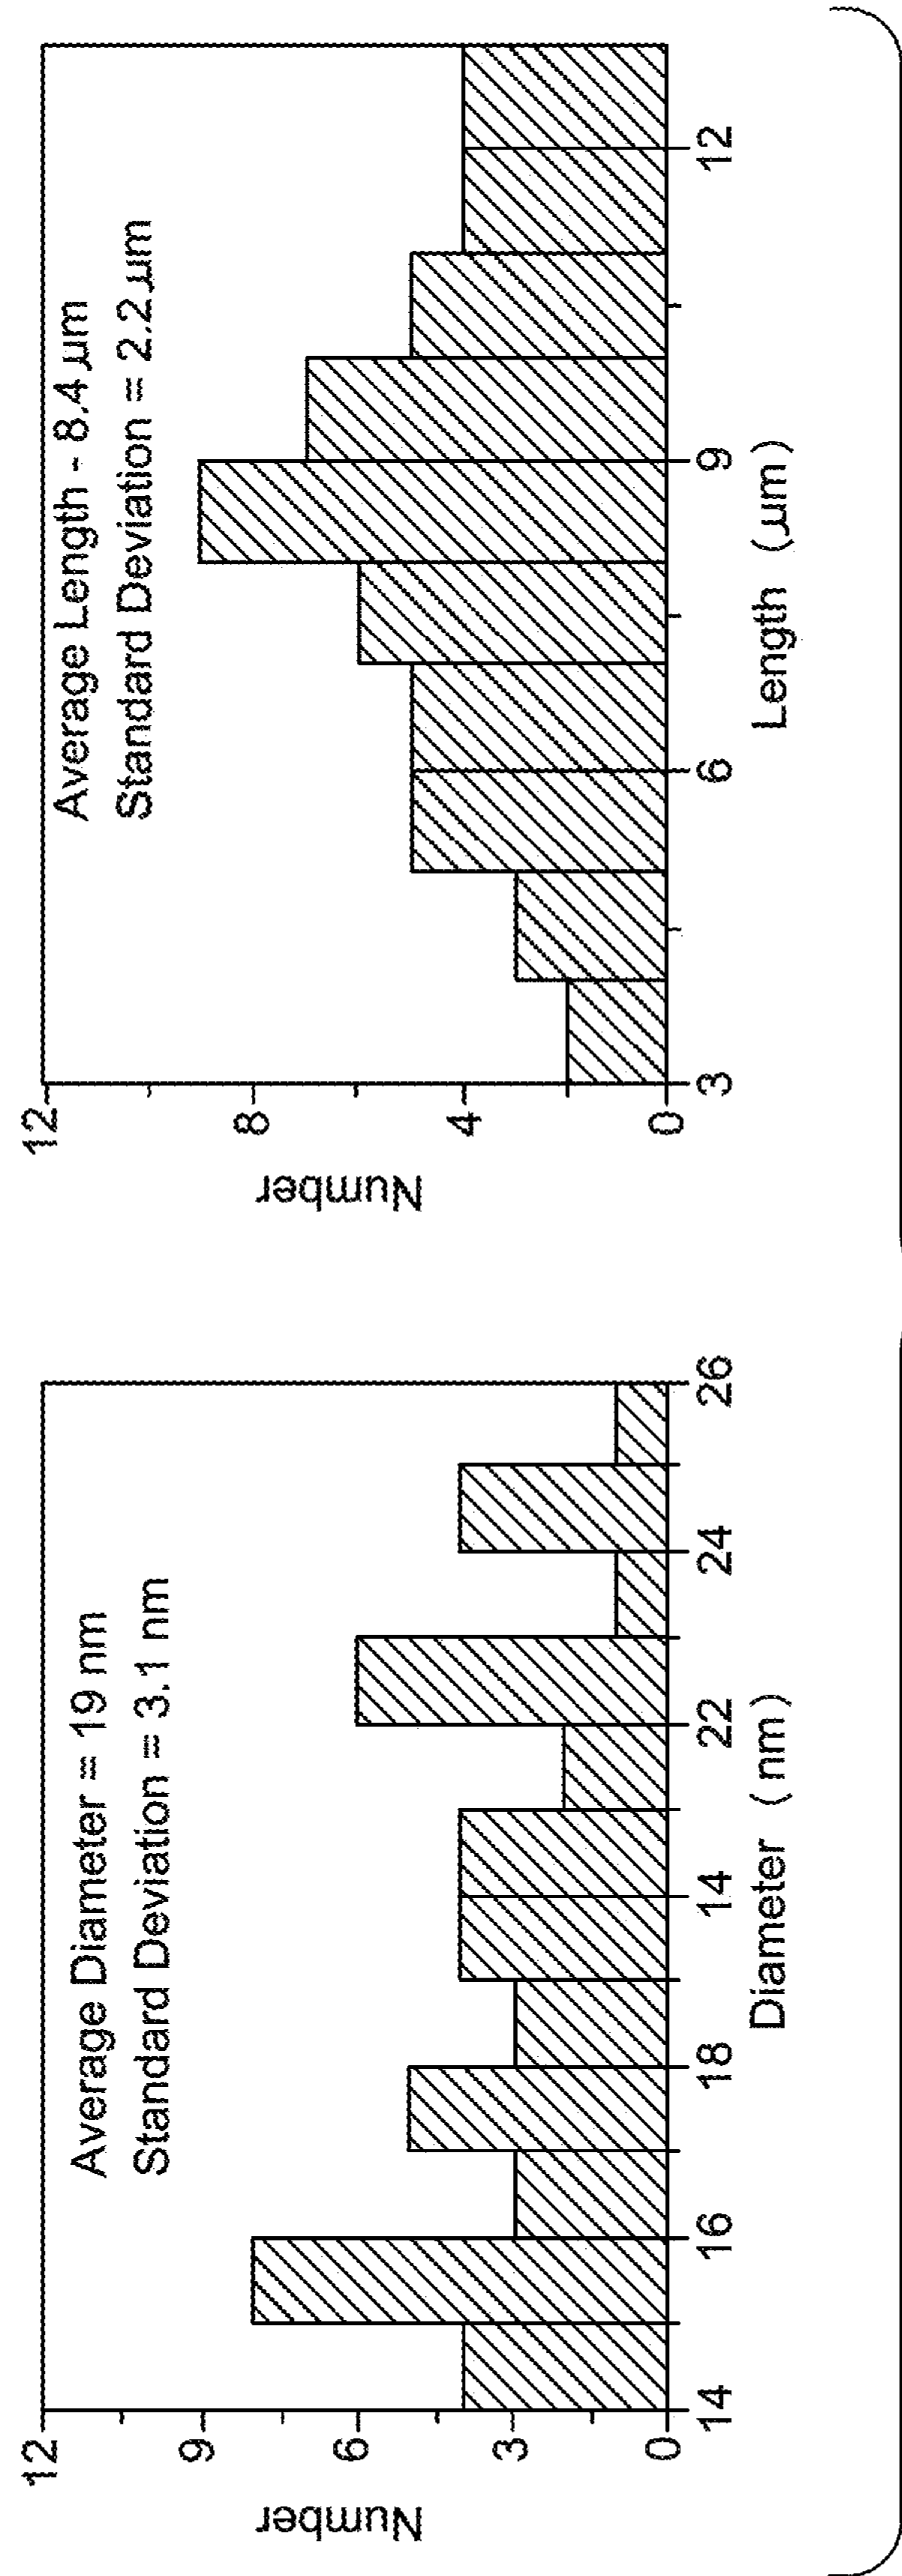 Average Diameter = 19 nm
Standard Deviation = 3.1 nm
Number
12
9
6
3
0
14
16
18
14
22
24
26
Diameter (nm)
Average Length - 8.4 µm
Standard Deviation = 2.2 µm
Number
12
8
4
0
3
6
9
12
Length (µm)